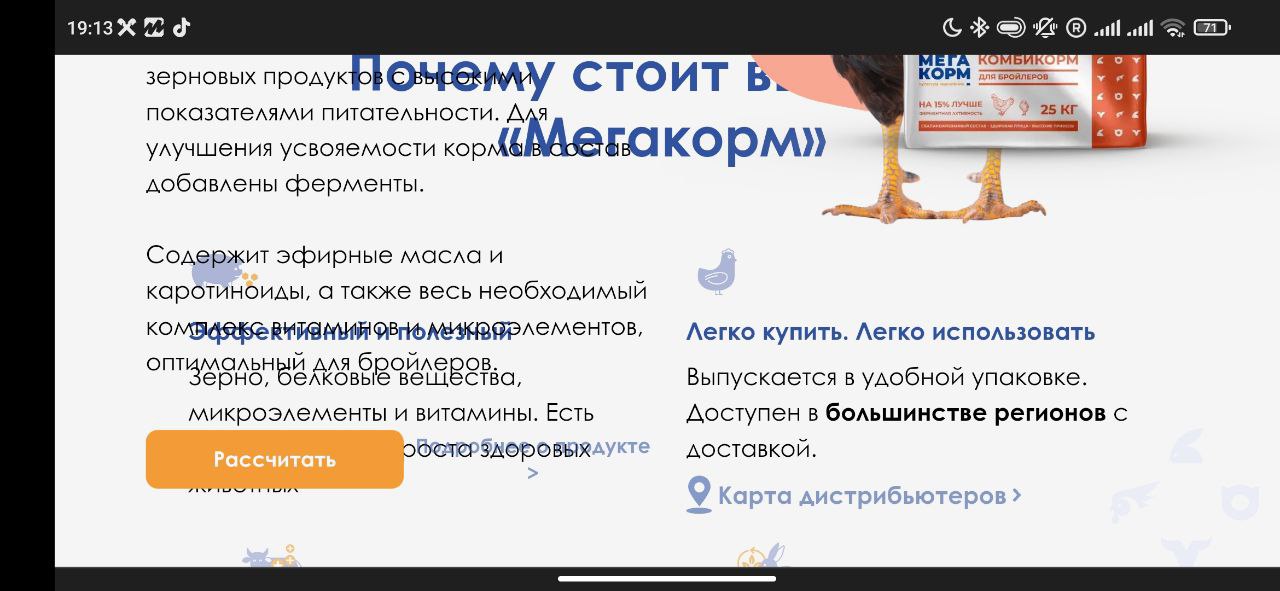 19:13
71
зерновых продуктов с высокими
показателями питательности. Для
улучшения усвояемости корма в состав
добавлены ферменты.
Содержит эфирные масла и
каротиноиды, а также весь необходимый
комплекс витаминов и микроэлементов,
оптимальный для бройлеров.
Рассчитать
Подробнее о продукте
>
Почему стоит
«Мегакорм»
МЕГА
КОРМ
КОМБИКОРМ
ДЛЯ БРОЙЛЕРОВ
НА 15% ЛУЧШЕ
ФЕРМЕНТНАЯ АКТИВНОСТЬ
25 КГ
Эффективный и полезный
Зерно, белковые вещества,
микроэлементы и витамины. Есть
роста здоровых
животных
Легко купить. Легко использовать
Выпускается в удобной упаковке.
Доступен в большинстве регионов с
доставкой.
Карта дистрибьютеров >